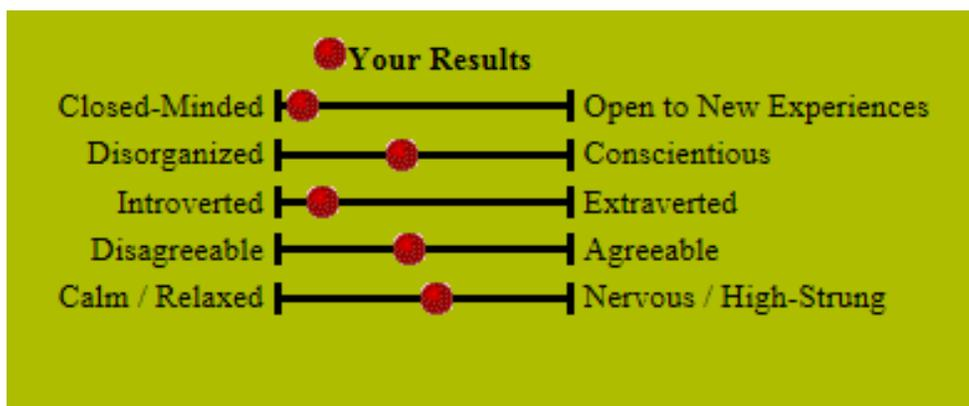 Your Results
Closed-Minded Open to New Experiences
Disorganized Conscientious
Introverted Extraverted
Disagreeable Agreeable
Calm / Relaxed Nervous / High-Strung